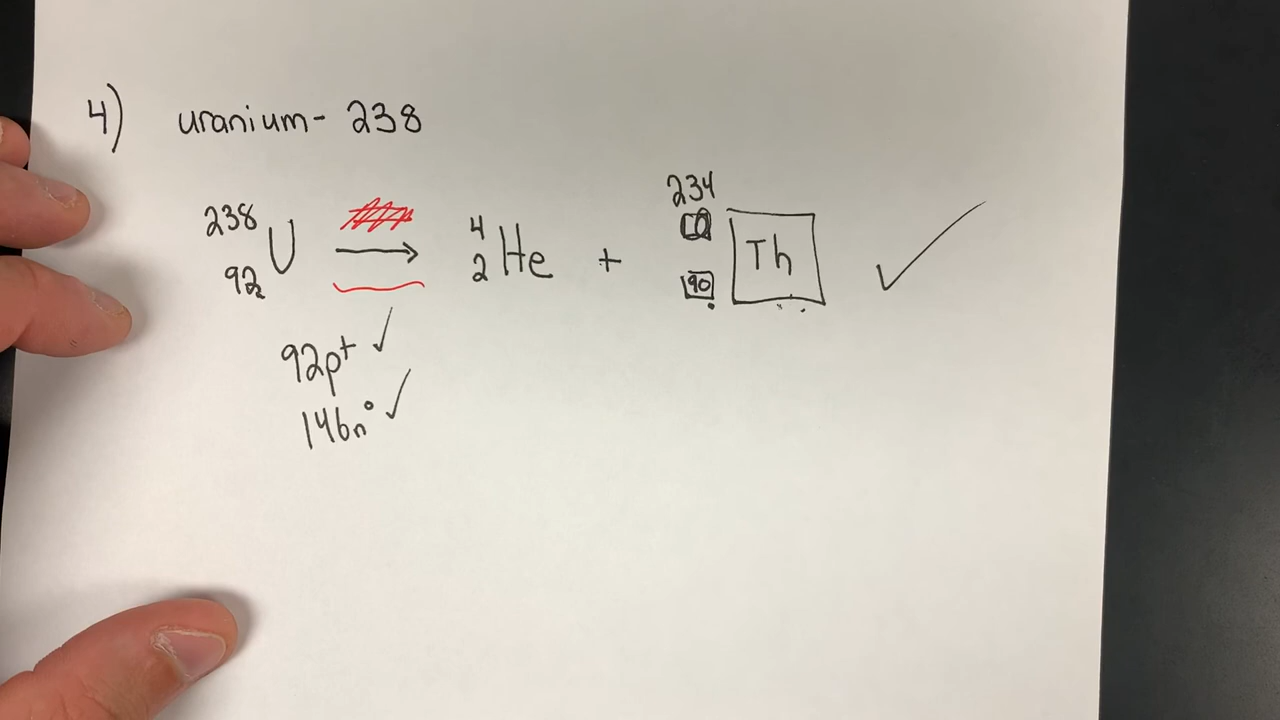 4) uranium- 238
234
238 U → 4 He + Th
92 2 90
92p+ ✓
146n° ✓